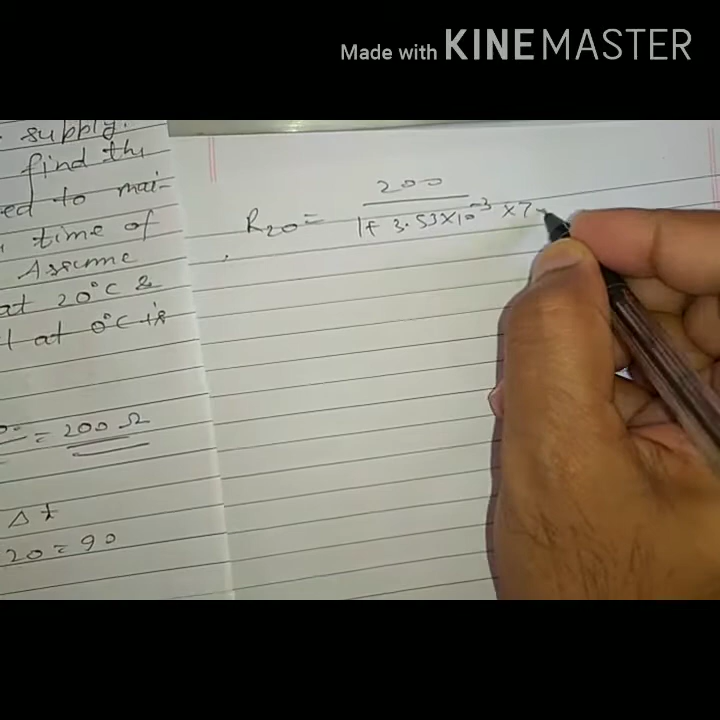 Made with KINEMASTER
supply.
find the
ed to mai-
time of
Assume
at 20°C &
at 0°C is
= 200 Ω
Δt
20 = 90
R20 = 200
1+ 3.53×10-3 ×7